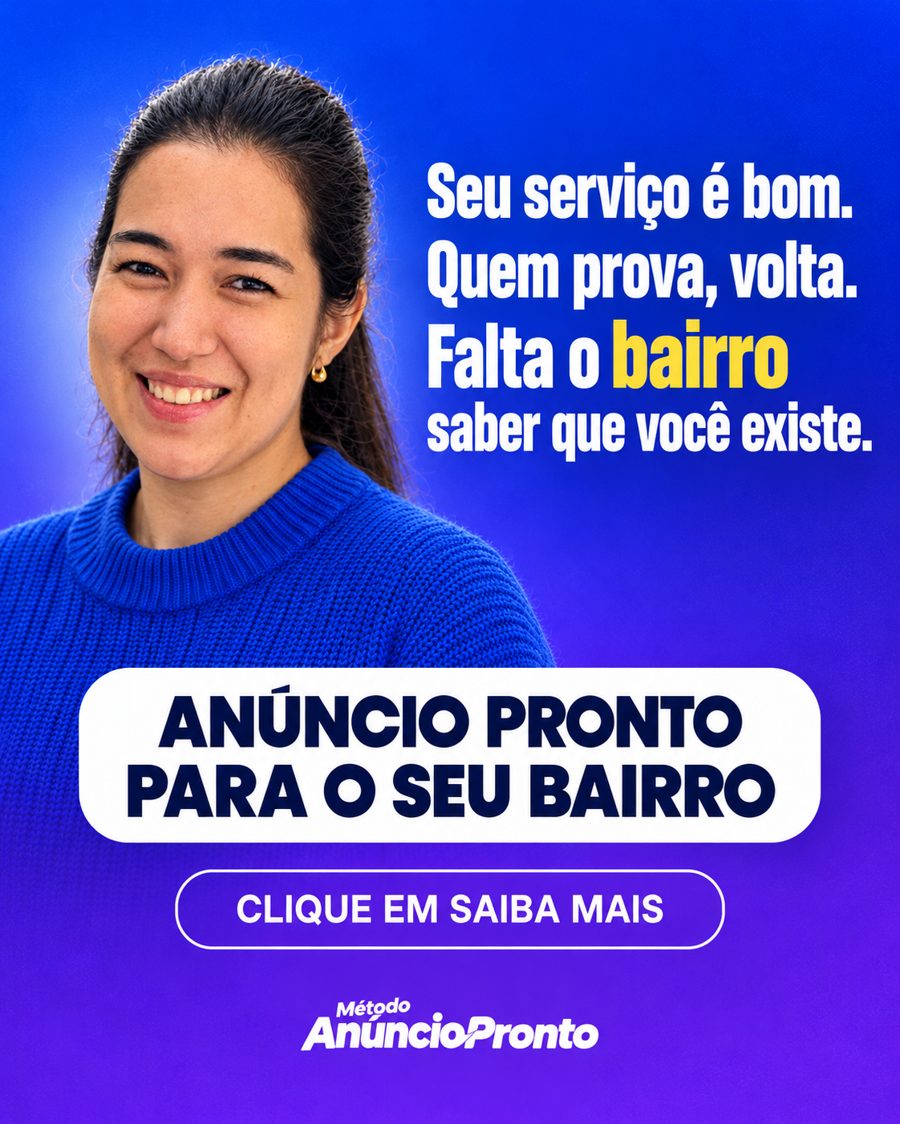 Seu serviço é bom.
Quem prova, volta.
Falta o bairro
saber que você existe.
ANÚNCIO PRONTO
PARA O SEU BAIRRO
CLIQUE EM SAIBA MAIS
Método
AnúncioPronto